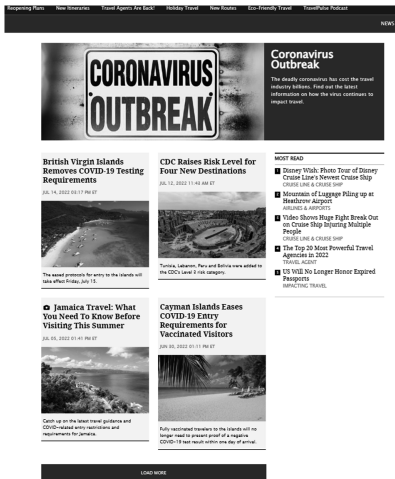 Reopening Plans New Itineraries Travel Agents Are Back! Holiday Travel New Routes Eco-Friendly Travel TravelPulse Podcast
NEWS
CORONAVIRUS
OUTBREAK
Coronavirus
Outbreak
The deadly coronavirus has cost the travel
industry billions. Find out the latest
information on how the virus continues to
impact travel.
British Virgin Islands
Removes COVID-19 Testing
Requirements
JUL 14, 2022 03:17 PM ET
The eased protocols for entry to the islands will
take effect Friday, July 15.
CDC Raises Risk Level for
Four New Destinations
JUL 12, 2022 11:40 AM ET
Tunisia, Lebanon, Peru and Bolivia were added to
the CDC's Level 3 risk category.
Jamaica Travel: What
You Need To Know Before
Visiting This Summer
JUL 05, 2022 01:41 PM ET
Catch up on the latest travel guidance and
COVID-related entry restrictions and
requirements for Jamaica.
Cayman Islands Eases
COVID-19 Entry
Requirements for
Vaccinated Visitors
JUN 30, 2022 01:11 PM ET
Fully vaccinated travelers to the islands will no
longer need to present proof of a negative
COVID-19 test result within one day of arrival.
LOAD MORE
MOST READ
1 Disney Wish: Photo Tour of Disney
Cruise Line's Newest Cruise Ship
CRUISE LINE & CRUISE SHIP
2 Mountain of Luggage Piling up at
Heathrow Airport
AIRLINES & AIRPORTS
3 Video Shows Huge Fight Break Out
on Cruise Ship Injuring Multiple
People
CRUISE LINE & CRUISE SHIP
4 The Top 20 Most Powerful Travel
Agencies in 2022
TRAVEL AGENT
5 US Will No Longer Honor Expired
Passports
IMPACTING TRAVEL